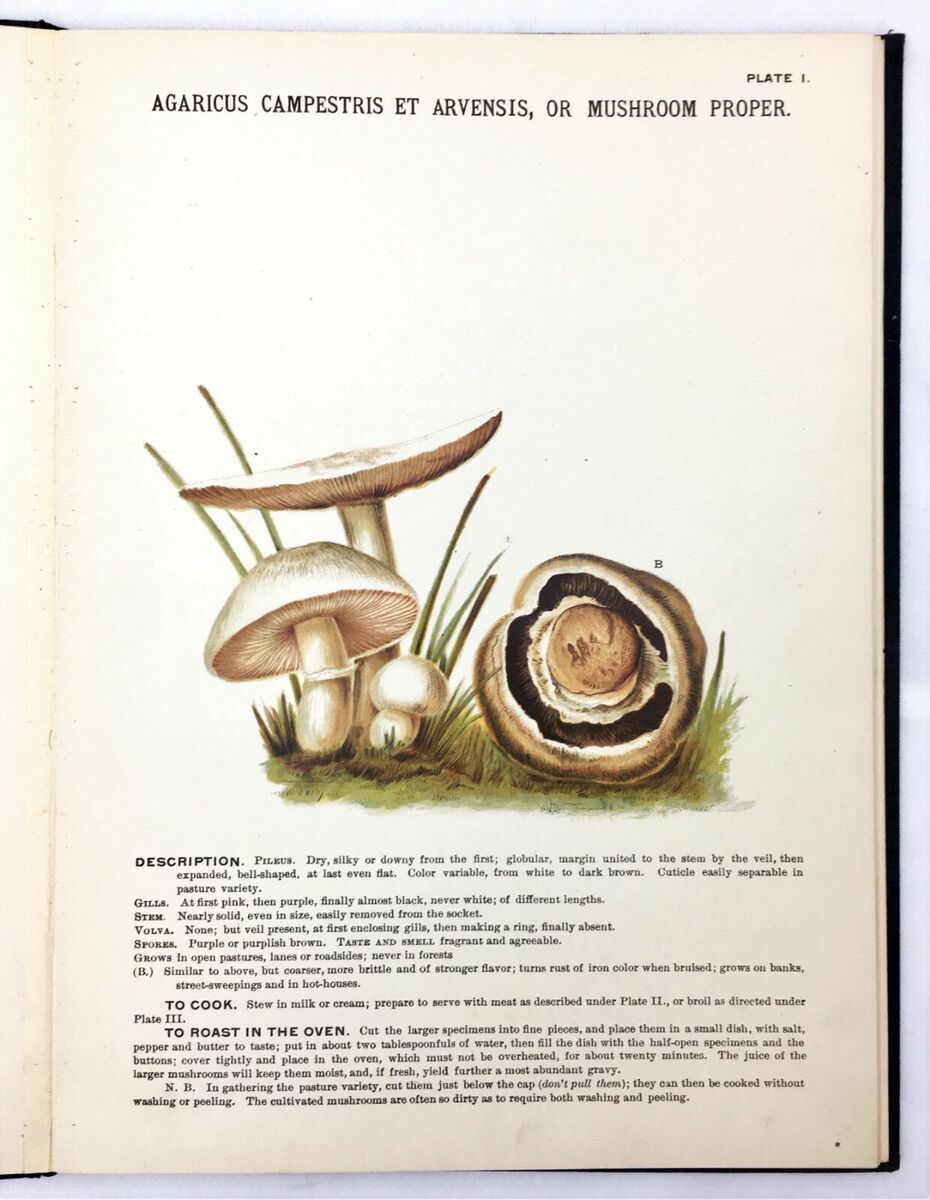 PLATE I.
AGARICUS CAMPESTRIS ET ARVENSIS, OR MUSHROOM PROPER.
B
DESCRIPTION. PILEUS. Dry, silky or downy from the first; globular, margin united to the stem by the veil, then
expanded, bell-shaped, at last even flat. Color variable, from white to dark brown. Cuticle easily separable in
pasture variety.
GILLS. At first pink, then purple, finally almost black, never white; of different lengths.
STEM. Nearly solid, even in size, easily removed from the socket.
VOLVA. None; but veil present, at first enclosing gills, then making a ring, finally absent.
SPORES. Purple or purplish brown. TASTE AND SMELL fragrant and agreeable.
GROWS in open pastures, lanes or roadsides; never in forests
(B.) Similar to above, but coarser, more brittle and of stronger flavor; turns rust of iron color when bruised; grows on banks,
street-sweepings and in hot-houses.
TO COOK. Stew in milk or cream; prepare to serve with meat as described under Plate II., or broil as directed under
Plate III.
TO ROAST IN THE OVEN. Cut the larger specimens into fine pieces, and place them in a small dish, with salt,
pepper and butter to taste; put in about two tablespoonfuls of water, then fill the dish with the half-open specimens and the
buttons; cover tightly and place in the oven, which must not be overheated, for about twenty minutes. The juice of the
larger mushrooms will keep them moist, and, if fresh, yield further a most abundant gravy.
N. B. In gathering the pasture variety, cut them just below the cap (don't pull them); they can then be cooked without
washing or peeling. The cultivated mushrooms are often so dirty as to require both washing and peeling.